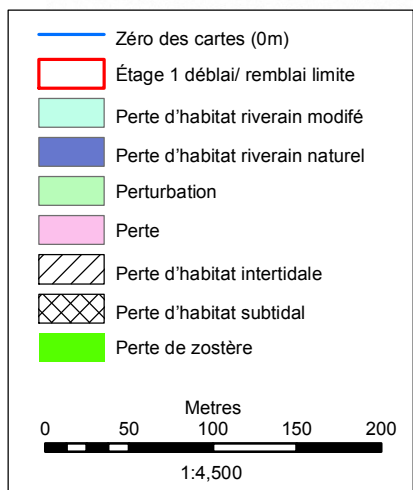 Zéro des cartes (0m)
Étage 1 déblai/ remblai limite
Perte d'habitat riverain modifé
Perte d'habitat riverain naturel
Perturbation
Perte
Perte d'habitat intertidale
Perte d'habitat subtidal
Perte de zostère
Metres
0 50 100 150 200
1:4,500